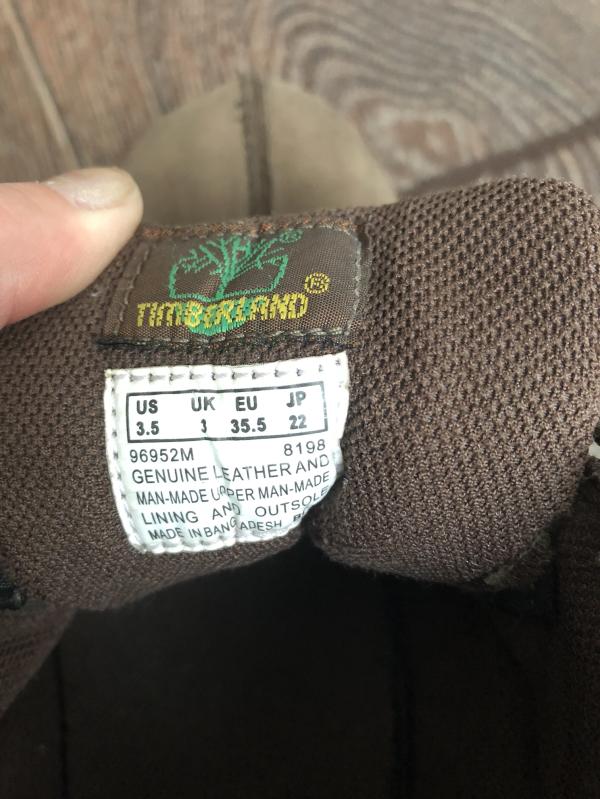 ®
TIMBERLAND ®
US UK EU JP
3.5 3 35.5 22
96952M 8198
GENUINE LEATHER AND
MAN-MADE UPPER MAN-MADE
LINING AND OUTSOLE
MADE IN BANGADESH